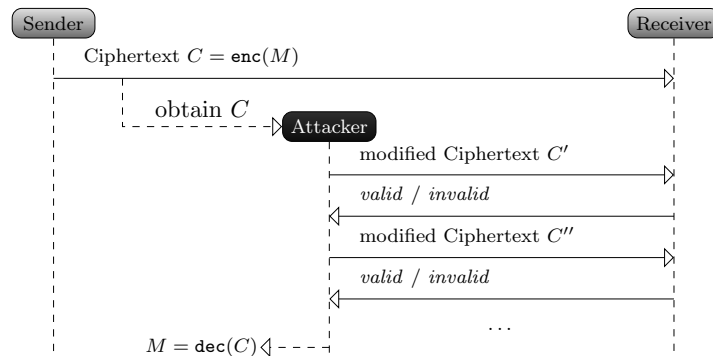 Sender Receiver
Ciphertext C = enc(M)
obtain C
Attacker
modified Ciphertext C′
valid / invalid
modified Ciphertext C′′
valid / invalid
...
M = dec(C)